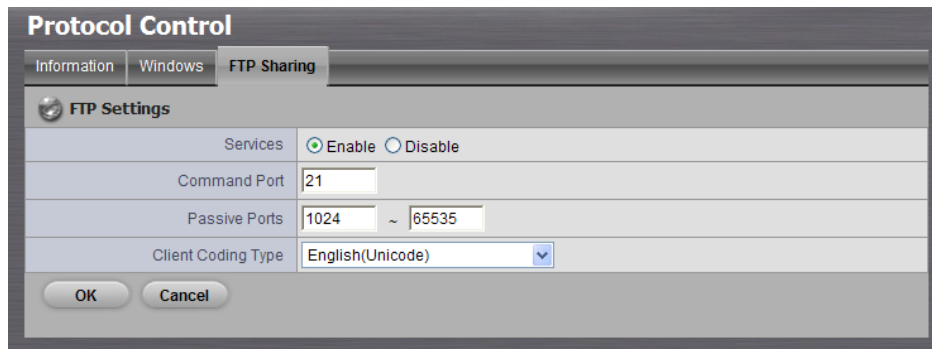 Protocol Control
Information Windows FTP Sharing
FTP Settings
Services Enable Disable
Command Port 21
Passive Ports 1024 ~ 65535
Client Coding Type English(Unicode)
OK Cancel